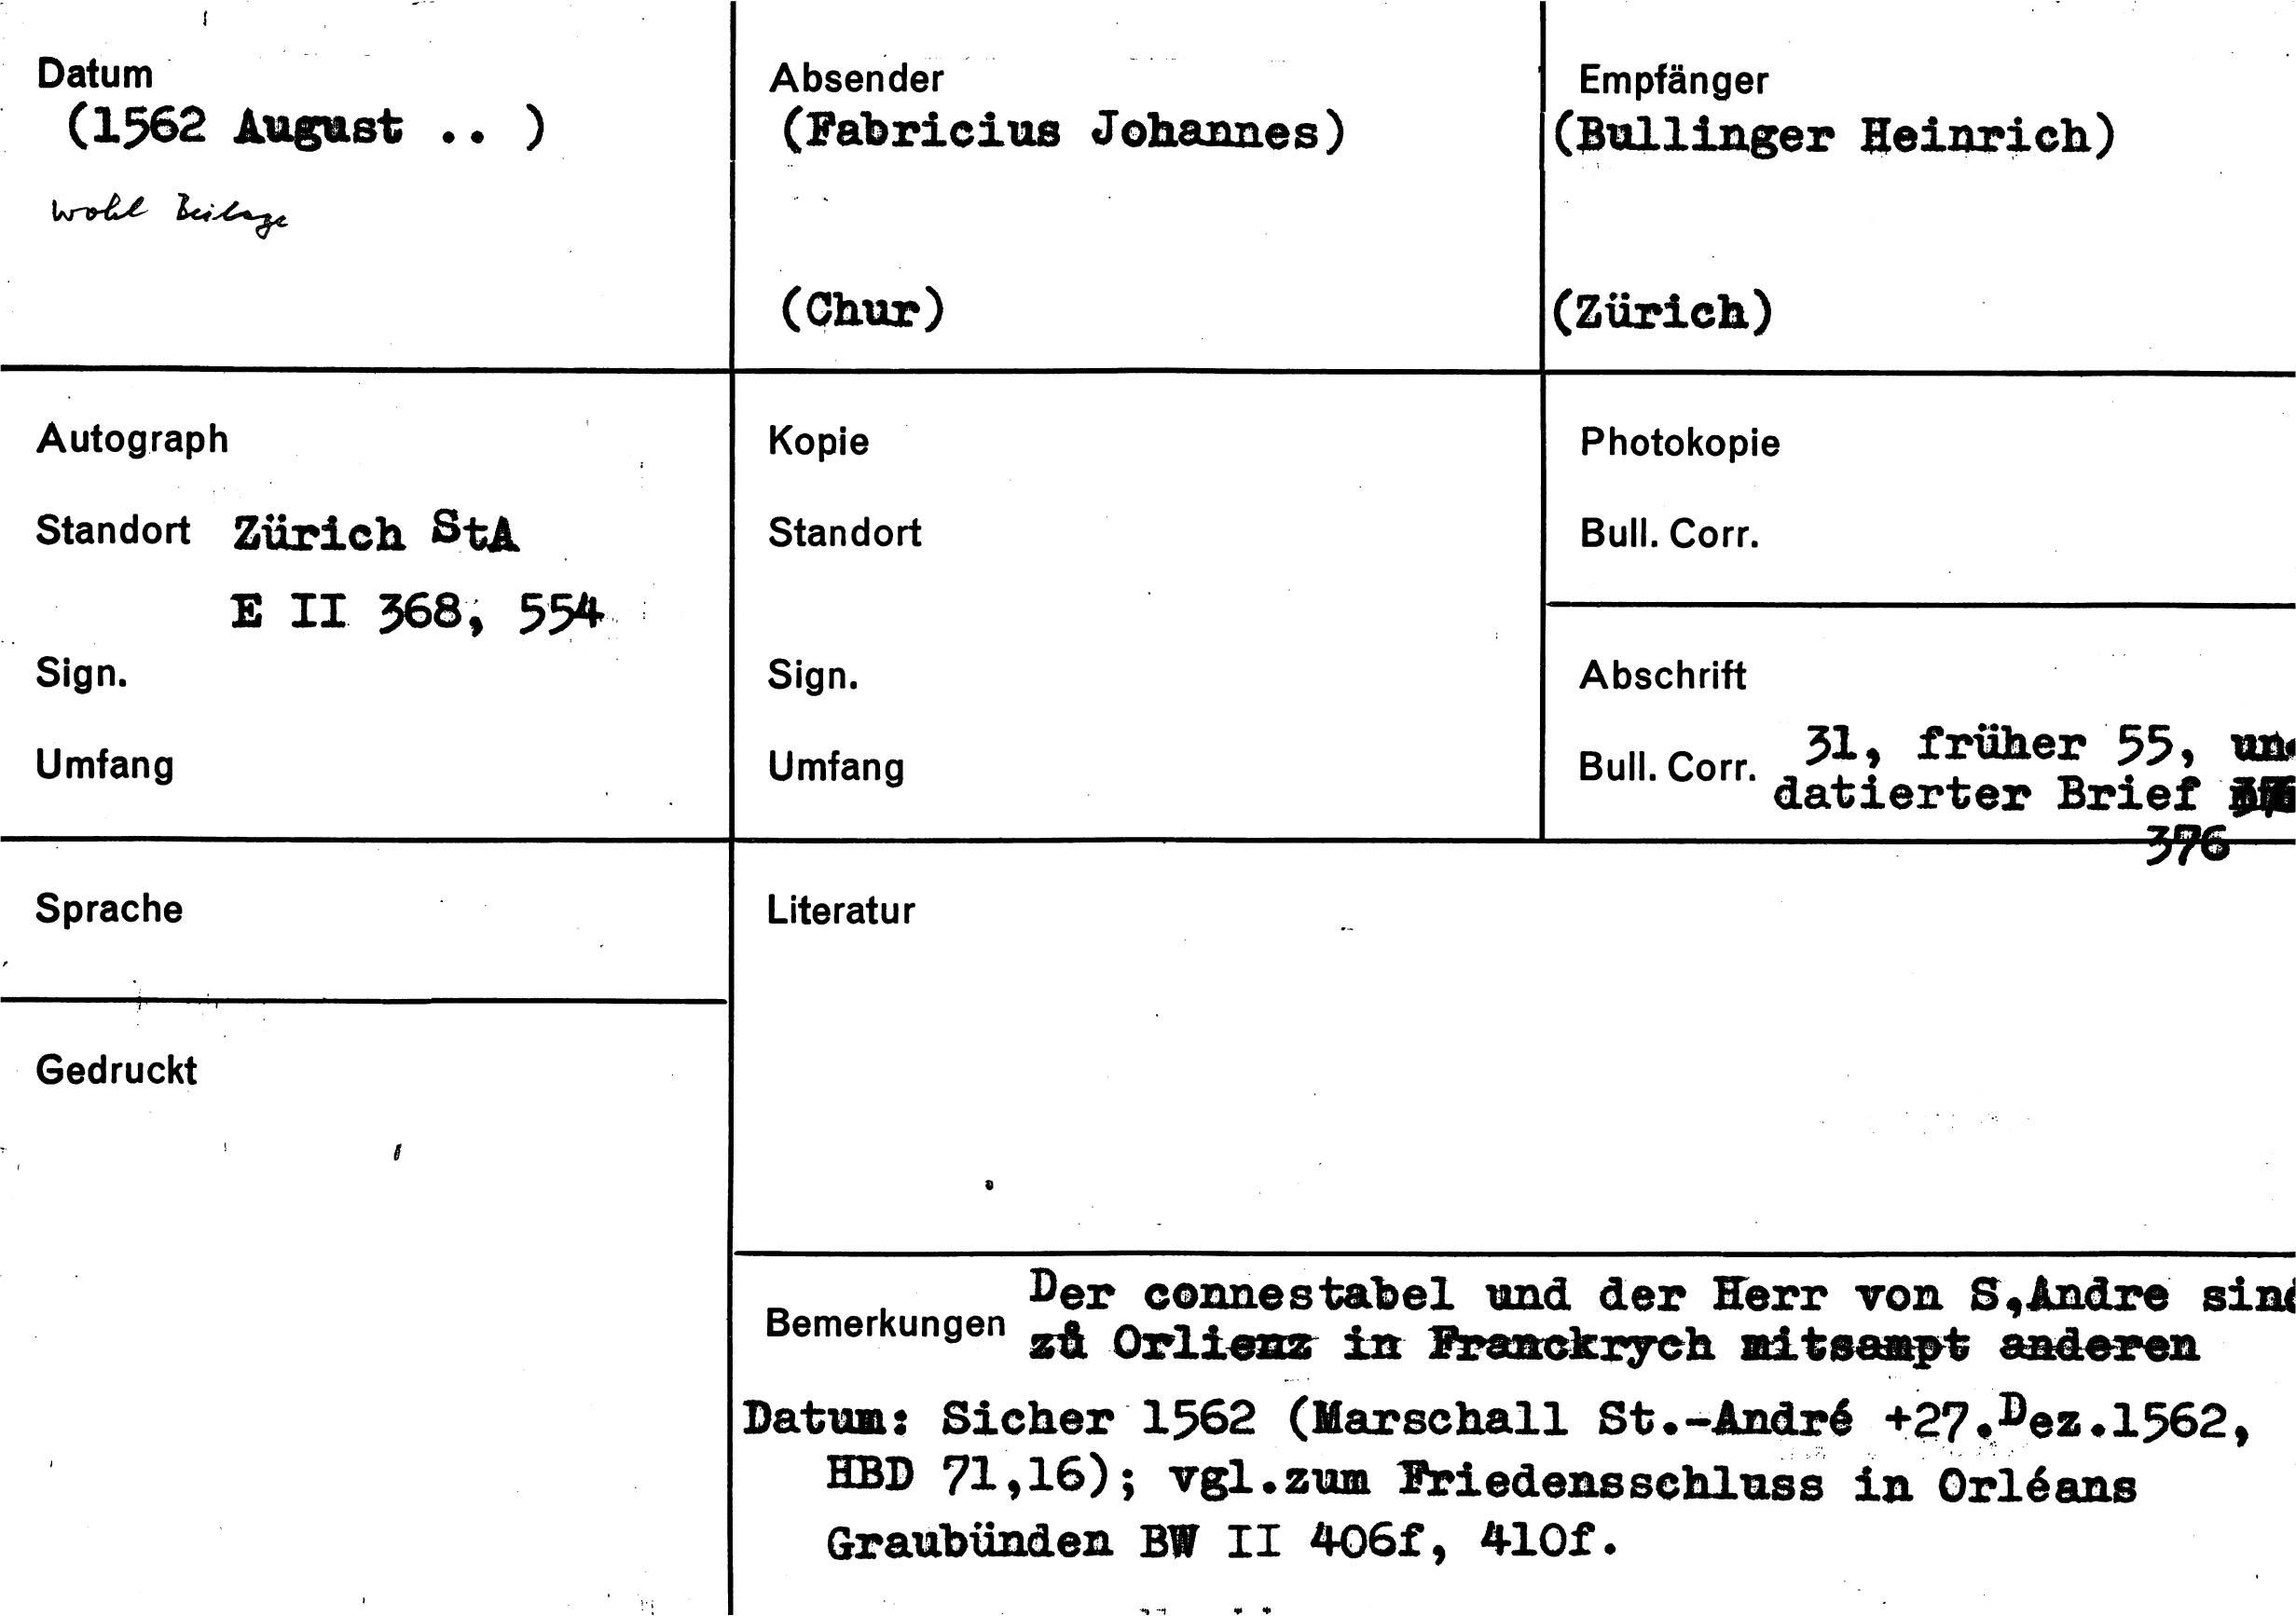 Datum
(1562 August .. )
wohl Beilage
Absender
(Fabricius Johannes)
(Chur)
Empfänger
(Bullinger Heinrich)
(Zürich)
Autograph
Standort Zürich StA
E II 368, 554
Sign.
Umfang
Kopie
Standort
Sign.
Umfang
Photokopie
Bull. Corr.
Abschrift
Bull. Corr. 31, früher 55, un
datierter Brief
376
Sprache
Gedruckt
Literatur
Bemerkungen
Der connestabel und der Herr von S,Andre sind
zů Orlienz in Franckrych mitsampt anderen
Datum: Sicher 1562 (Marschall St.-André +27.Dez.1562,
HBD 71,16); vgl.zum Friedensschluss in Orléans
Graubünden BW II 406f, 410f.